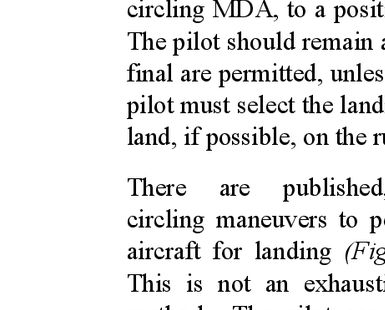 circling MDA, to a posit
The pilot should remain a
final are permitted, unles
pilot must select the land
land, if possible, on the r
There are published,
circling maneuvers to p
aircraft for landing (Fig
This is not an exhausti